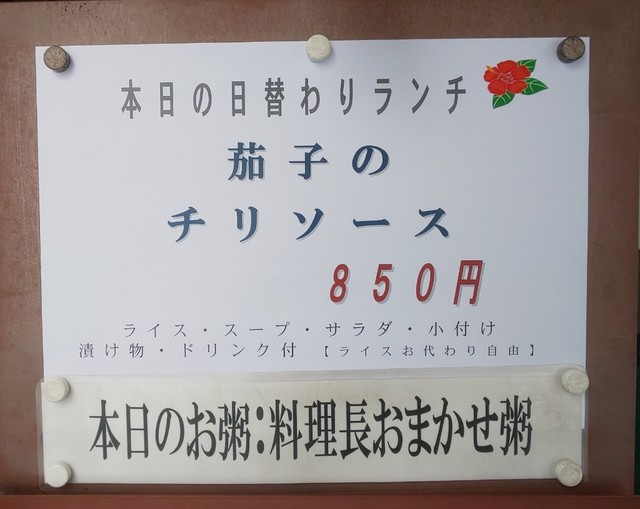 本日の日替わりランチ
茄子の
チリソース
850円
ライス・スープ・サラダ・小付け
漬け物・ドリンク付 【ライスお代わり自由】
本日のお粥:料理長おまかせ粥